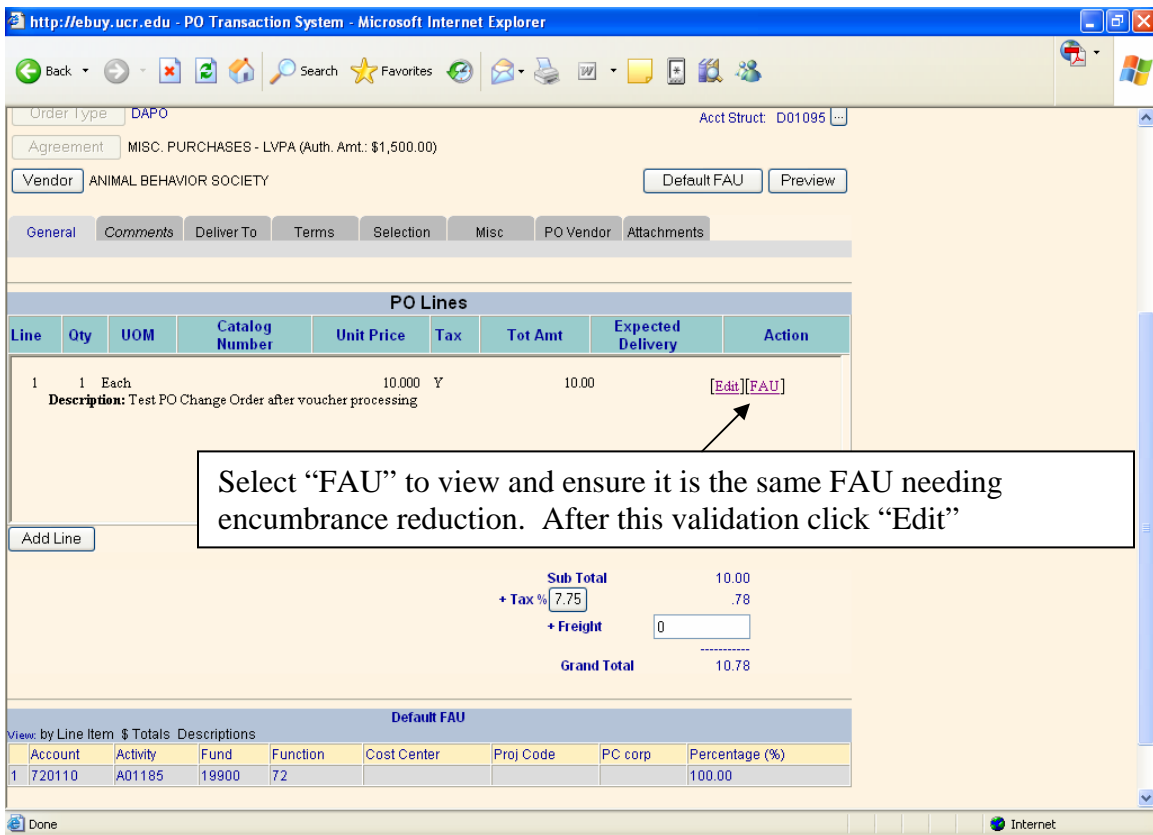 http://ebuy.ucr.edu - PO Transaction System - Microsoft Internet Explorer
Back Search Favorites
Order Type DAPO Acct Struct: D01095 ...
Agreement MISC. PURCHASES - LVPA (Auth. Amt.: $1,500.00)
Vendor ANIMAL BEHAVIOR SOCIETY Default FAU Preview
General Comments Deliver To Terms Selection Misc PO Vendor Attachments
PO Lines
Line Qty UOM Catalog Number Unit Price Tax Tot Amt Expected Delivery Action
1 1 Each 10.000 Y 10.00 [Edit][FAU]
Description: Test PO Change Order after voucher processing
Select “FAU” to view and ensure it is the same FAU needing
encumbrance reduction. After this validation click “Edit”
Add Line
Sub Total 10.00
+ Tax % 7.75 .78
+ Freight 0
-----------
Grand Total 10.78
Default FAU
View: by Line Item $ Totals Descriptions
Account Activity Fund Function Cost Center Proj Code PC corp Percentage (%)
1 720110 A01185 19900 72 100.00
Done Internet